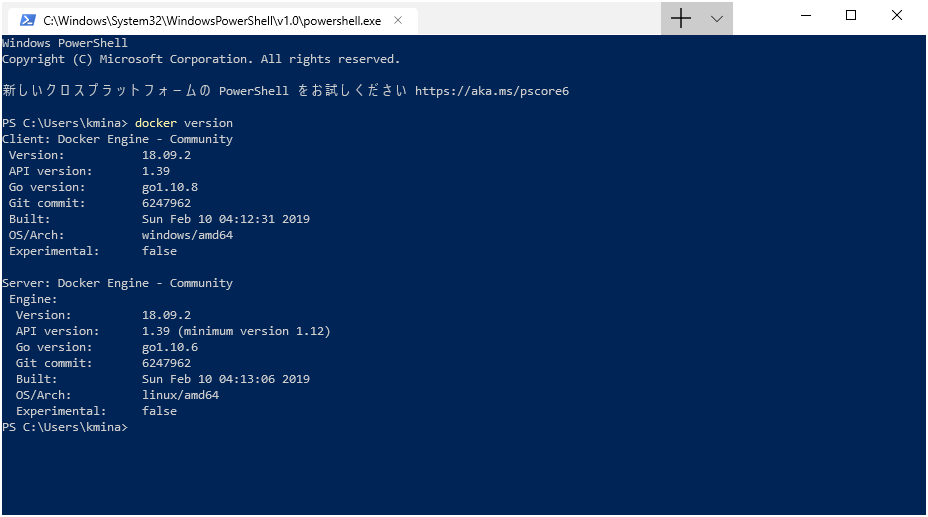 C:\Windows\System32\WindowsPowerShell\v1.0\powershell.exe
Windows PowerShell
Copyright (C) Microsoft Corporation. All rights reserved.
新しいクロスプラットフォームの PowerShell をお試しください https://aka.ms/pscore6
PS C:\Users\kmina> docker version
Client: Docker Engine - Community
Version: 18.09.2
API version: 1.39
Go version: go1.10.8
Git commit: 6247962
Built: Sun Feb 10 04:12:31 2019
OS/Arch: windows/amd64
Experimental: false
Server: Docker Engine - Community
Engine:
Version: 18.09.2
API version: 1.39 (minimum version 1.12)
Go version: go1.10.6
Git commit: 6247962
Built: Sun Feb 10 04:13:06 2019
OS/Arch: linux/amd64
Experimental: false
PS C:\Users\kmina>